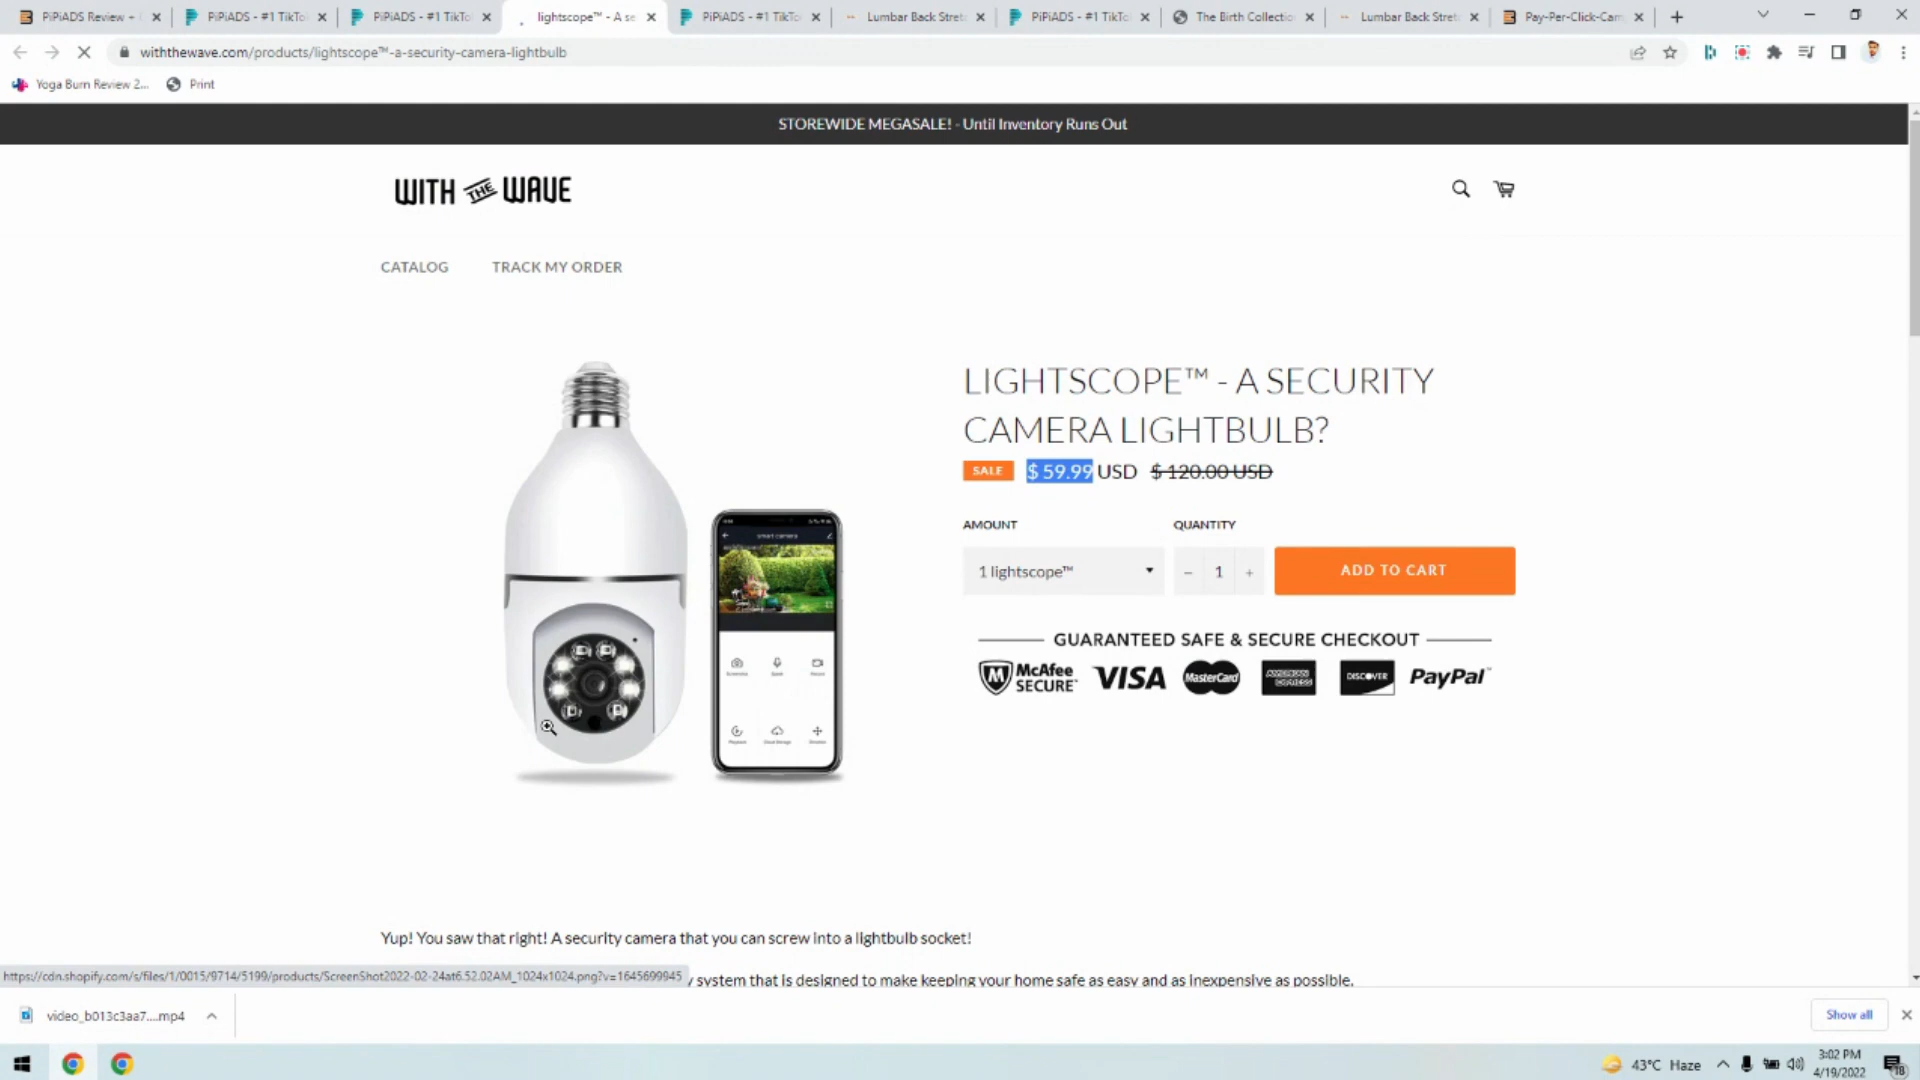 PiPiADS Review +
PiPiADS - #1 TikTo
PiPiADS - #1 TikTo
lightscope™ - A se
PiPiADS - #1 TikTo
Lumbar Back Stret
PiPiADS - #1 TikTo
The Birth Collectio
Lumbar Back Stret
Pay-Per-Click-Cam
withthewave.com/products/lightscope™-a-security-camera-lightbulb
Yoga Burn Review 2...
Print
STOREWIDE MEGASALE! - Until Inventory Runs Out
WITH THE WAVE
CATALOG
TRACK MY ORDER
LIGHTSCOPE™ - A SECURITY
CAMERA LIGHTBULB?
SALE $ 59.99 USD $ 120.00 USD
AMOUNT
QUANTITY
1 lightscope™
− 1 +
ADD TO CART
smart camera
GUARANTEED SAFE & SECURE CHECKOUT
McAfee SECURE VISA MasterCard AMERICAN EXPRESS DISCOVER PayPal
Yup! You saw that right! A security camera that you can screw into a lightbulb socket!
https://cdn.shopify.com/s/files/1/0015/9714/5199/products/ScreenShot2022-02-24at6.52.02AM_1024x1024.png?v=1645699945
system that is designed to make keeping your home safe as easy and as inexpensive as possible.
video_b013c3aa7....mp4
Show all
43°C Haze
3:02 PM
4/19/2022
18